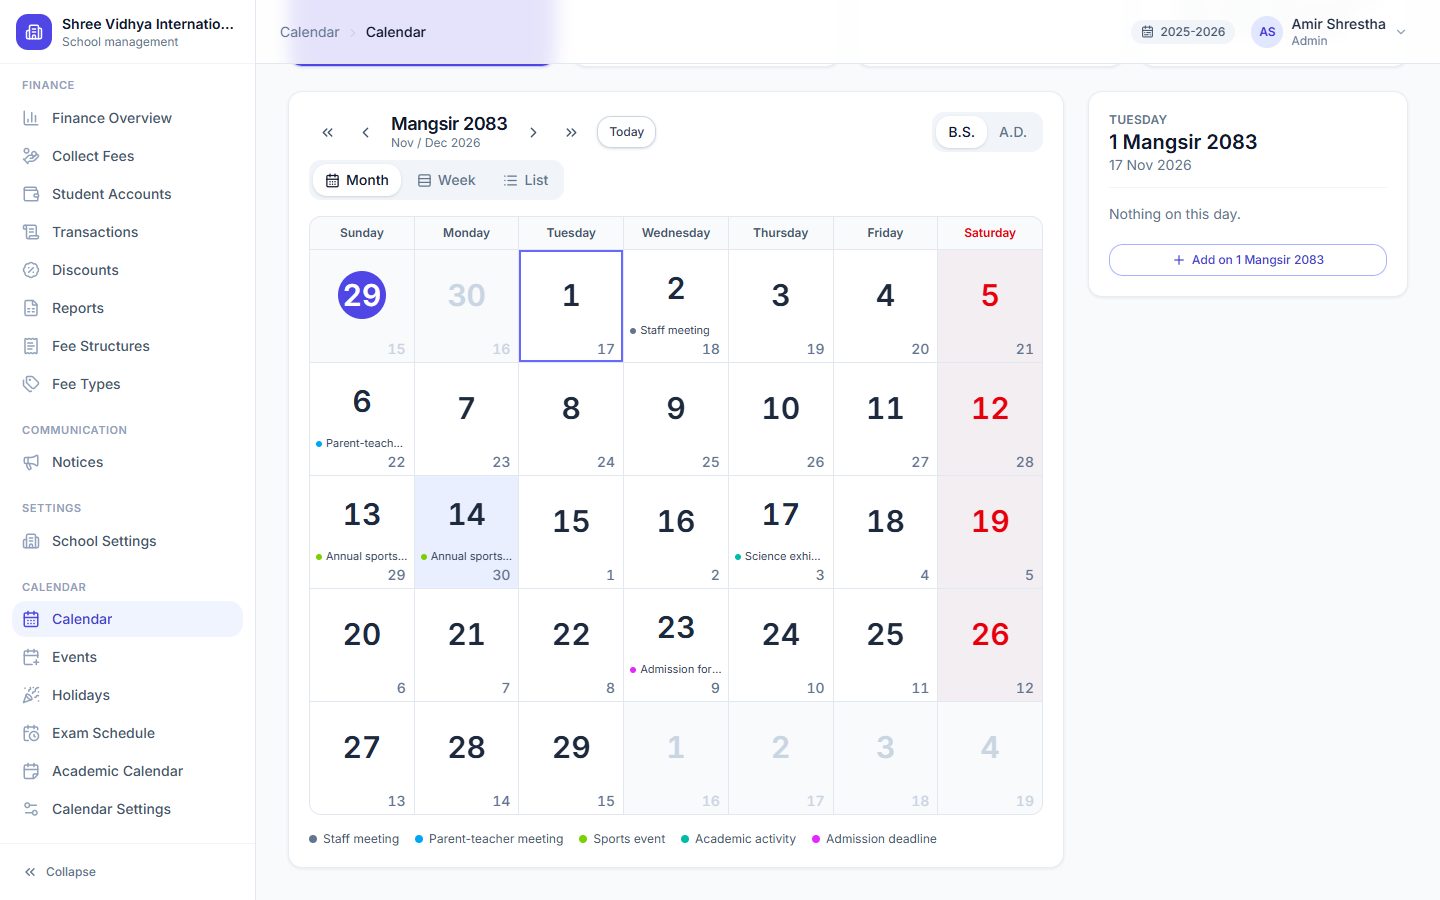 Shree Vidhya Internatio...
School management
Calendar > Calendar
2025-2026
AS
Amir Shrestha
Admin
FINANCE
Finance Overview
Collect Fees
Student Accounts
Transactions
Discounts
Reports
Fee Structures
Fee Types
COMMUNICATION
Notices
SETTINGS
School Settings
CALENDAR
Calendar
Events
Holidays
Exam Schedule
Academic Calendar
Calendar Settings
Collapse
Mangsir 2083
Nov / Dec 2026
Today
B.S. A.D.
Month Week List
Sunday Monday Tuesday Wednesday Thursday Friday Saturday
29 30 1 2 3 4 5
Staff meeting
15 16 17 18 19 20 21
6 7 8 9 10 11 12
Parent-teach...
22 23 24 25 26 27 28
13 14 15 16 17 18 19
Annual sports... Annual sports... Science exhi...
29 30 1 2 3 4 5
20 21 22 23 24 25 26
Admission for...
6 7 8 9 10 11 12
27 28 29 1 2 3 4
13 14 15 16 17 18 19
Staff meeting Parent-teacher meeting Sports event Academic activity Admission deadline
TUESDAY
1 Mangsir 2083
17 Nov 2026
Nothing on this day.
+ Add on 1 Mangsir 2083